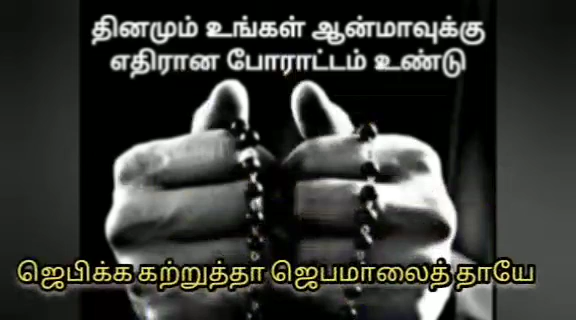 தினமும் உங்கள் ஆன்மாவுக்கு
எதிரான போராட்டம் உண்டு
ஜெபிக்க கற்றுத்தா ஜெபமாலைத் தாயே